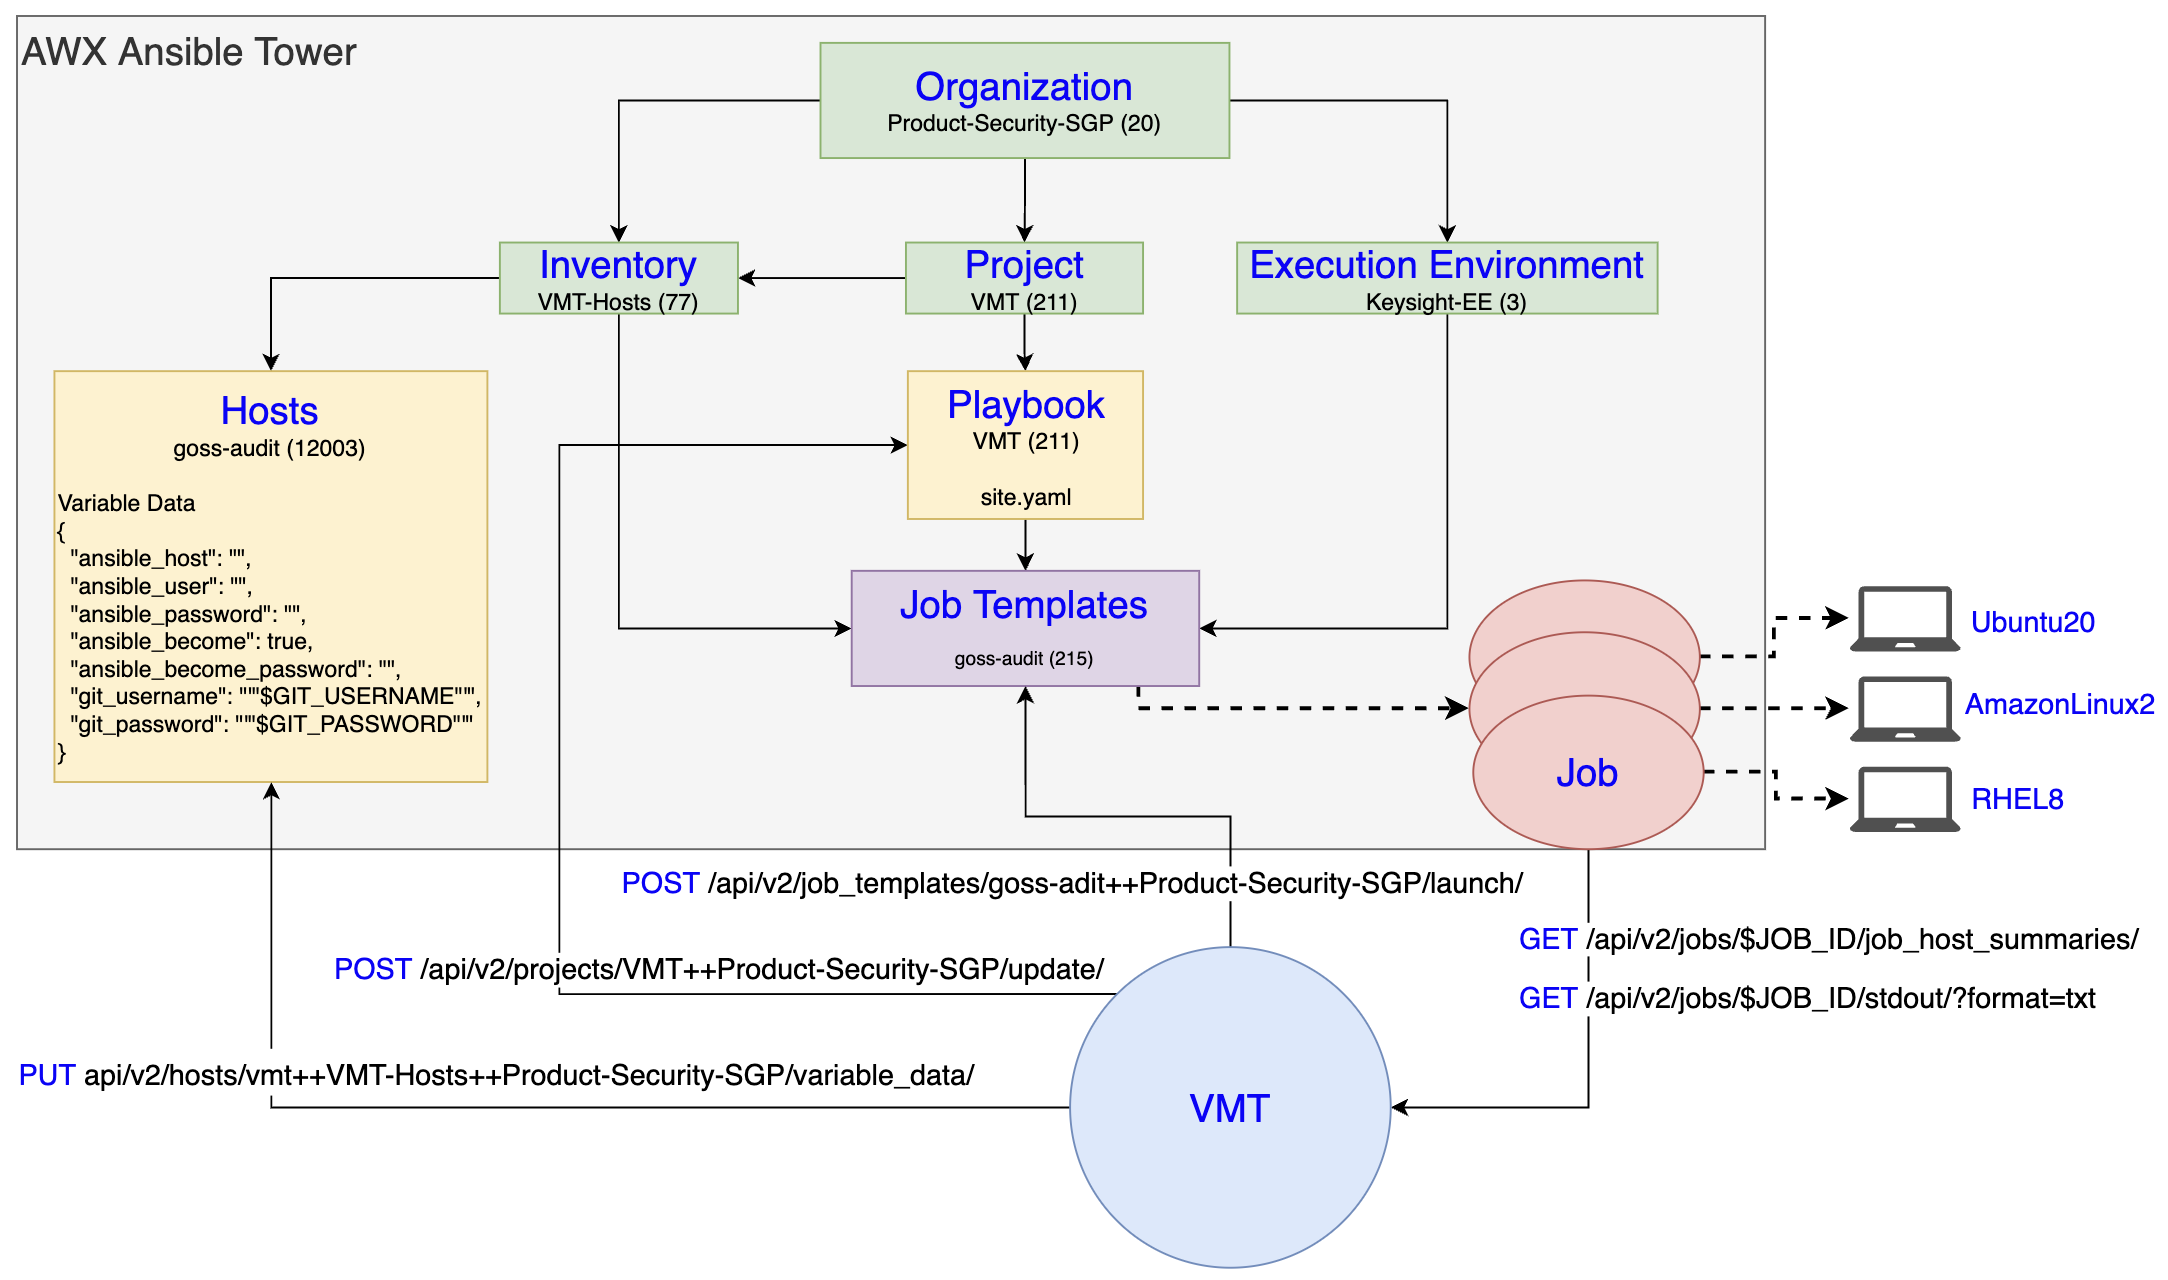 AWX Ansible Tower
Organization
Product-Security-SGP (20)
Inventory
VMT-Hosts (77)
Project
VMT (211)
Execution Environment
Keysight-EE (3)
Hosts
goss-audit (12003)
Variable Data
{
"ansible_host": "",
"ansible_user": "",
"ansible_password": "",
"ansible_become": true,
"ansible_become_password": "",
"git_username": ""'$GIT_USERNAME'"",
"git_password": ""'$GIT_PASSWORD'""
}
Playbook
VMT (211)
site.yaml
Job Templates
goss-audit (215)
Job
Ubuntu20
AmazonLinux2
RHEL8
POST /api/v2/job_templates/goss-adit++Product-Security-SGP/launch/
GET /api/v2/jobs/$JOB_ID/job_host_summaries/
POST /api/v2/projects/VMT++Product-Security-SGP/update/
GET /api/v2/jobs/$JOB_ID/stdout/?format=txt
PUT api/v2/hosts/vmt++VMT-Hosts++Product-Security-SGP/variable_data/
VMT